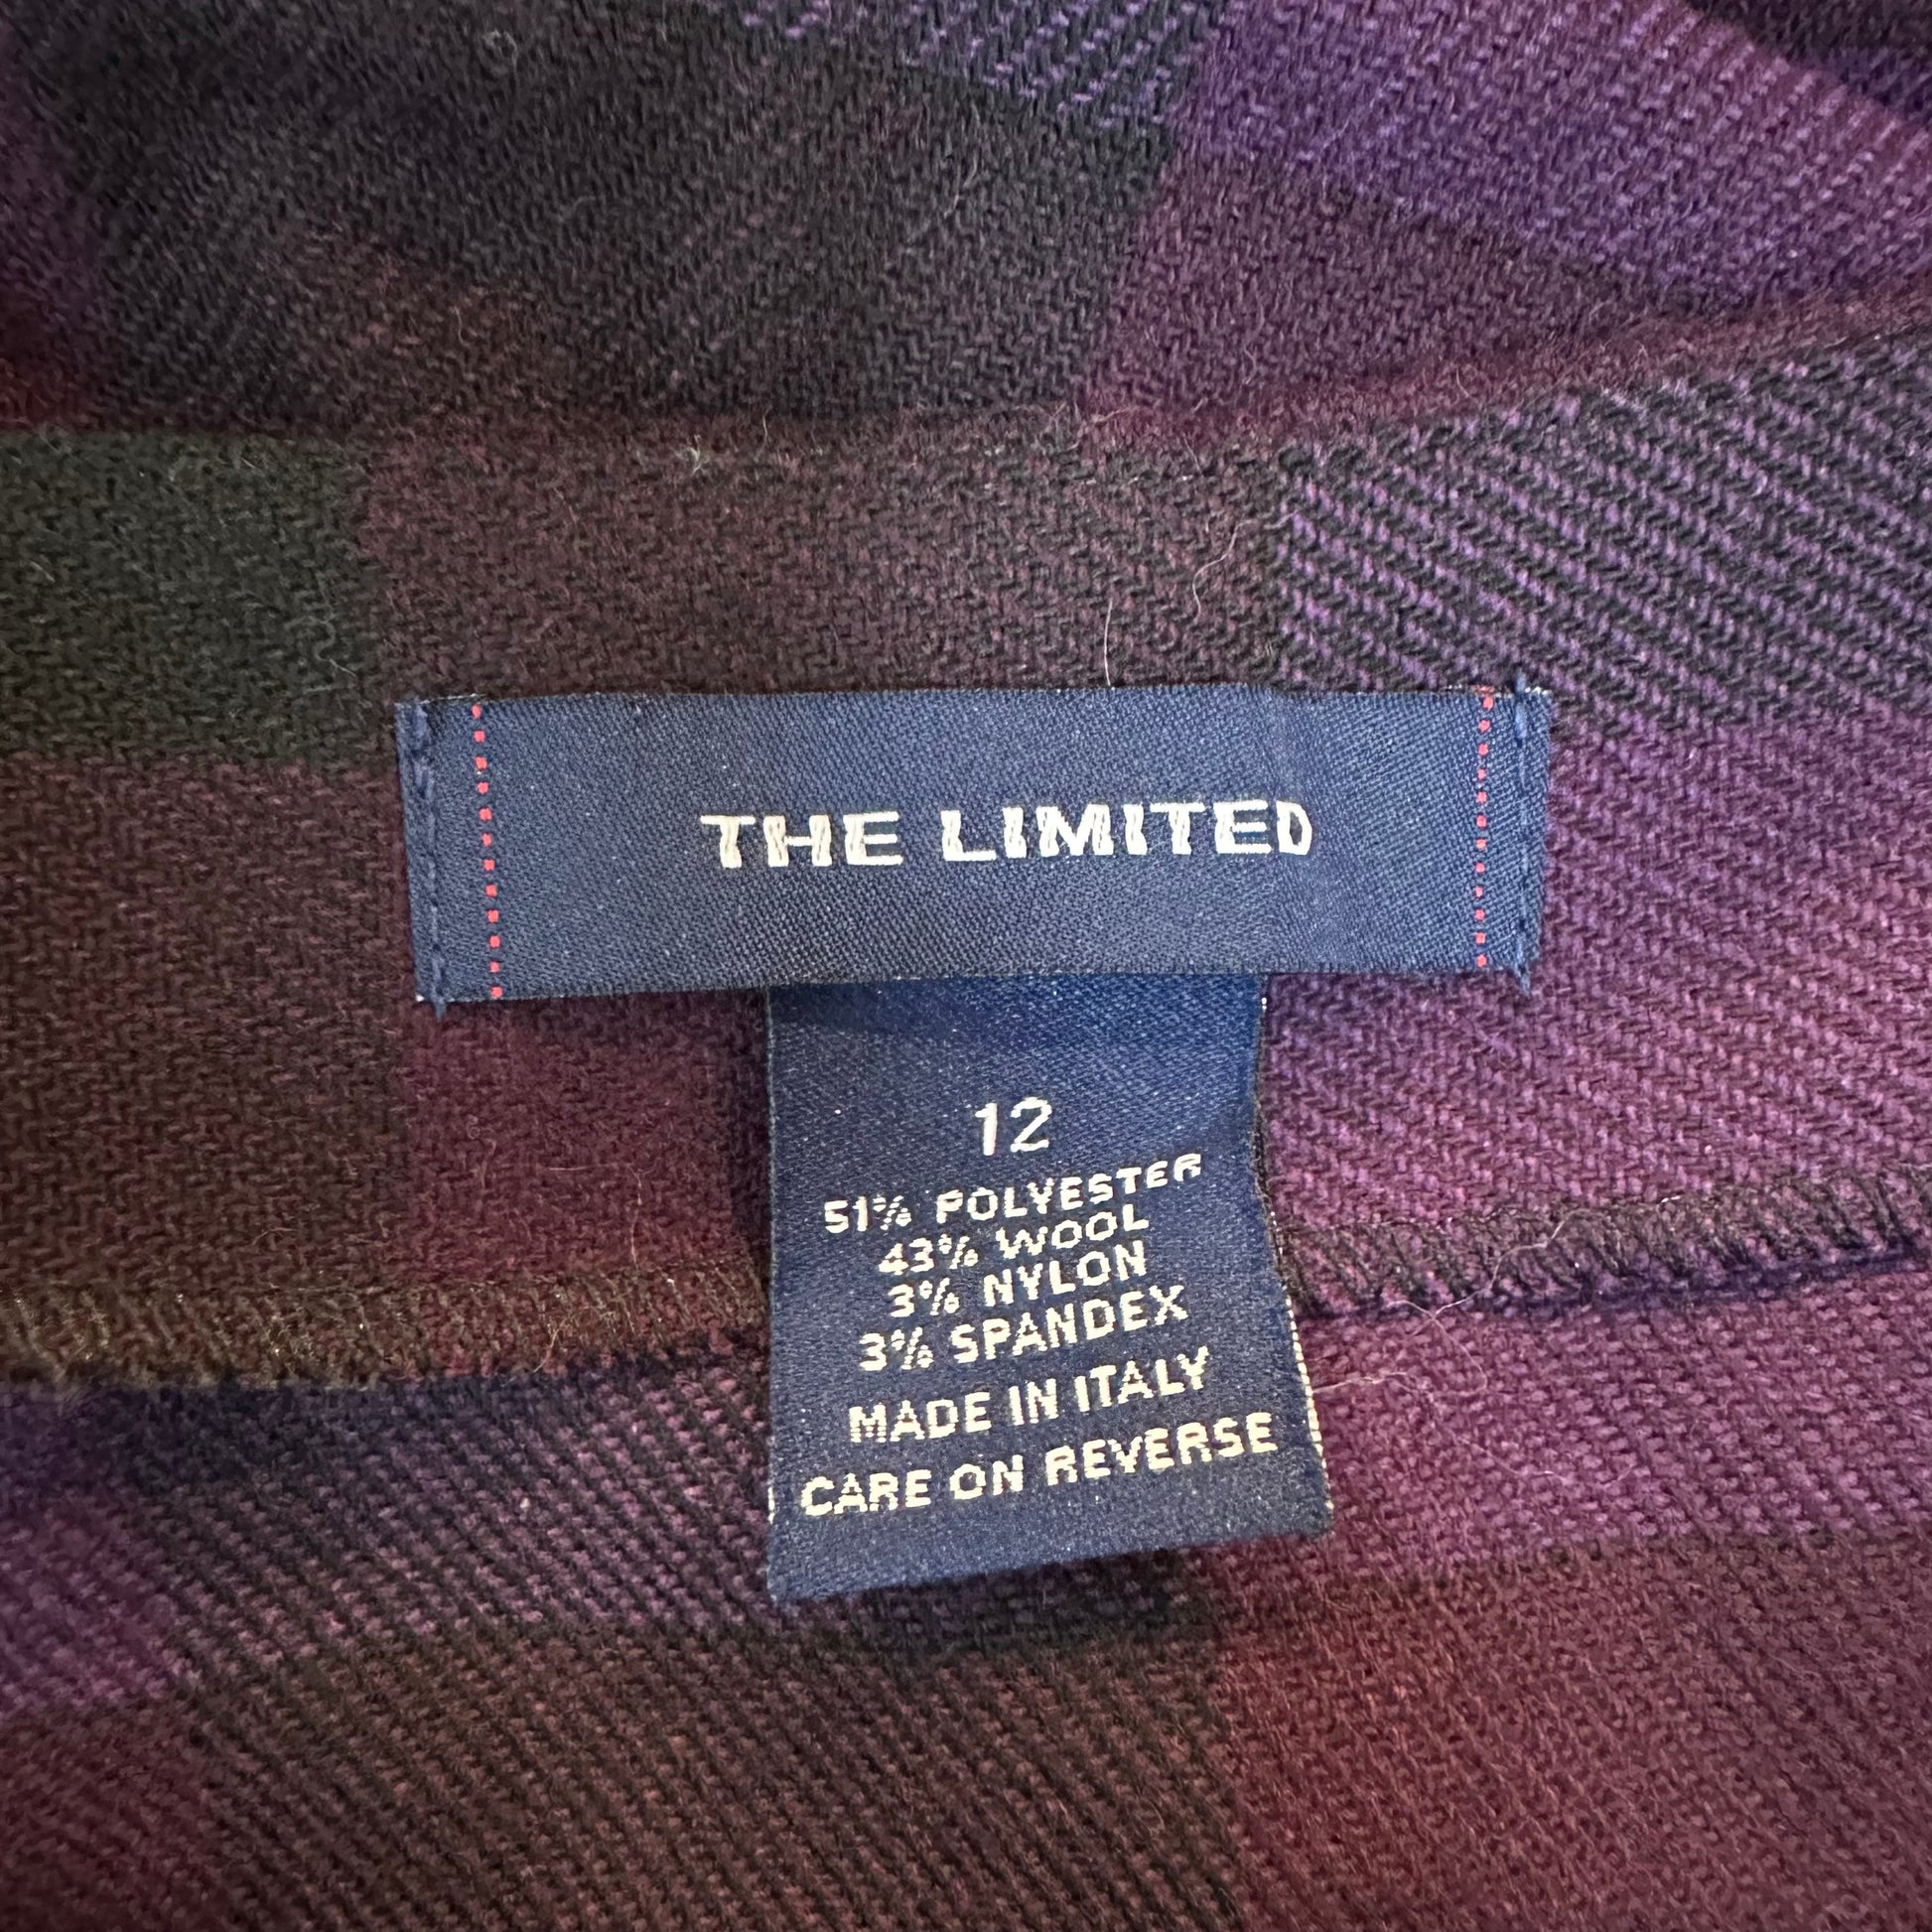 THE LIMITED
12
51% POLYESTER
43% WOOL
3% NYLON
3% SPANDEX
MADE IN ITALY
CARE ON REVERSE